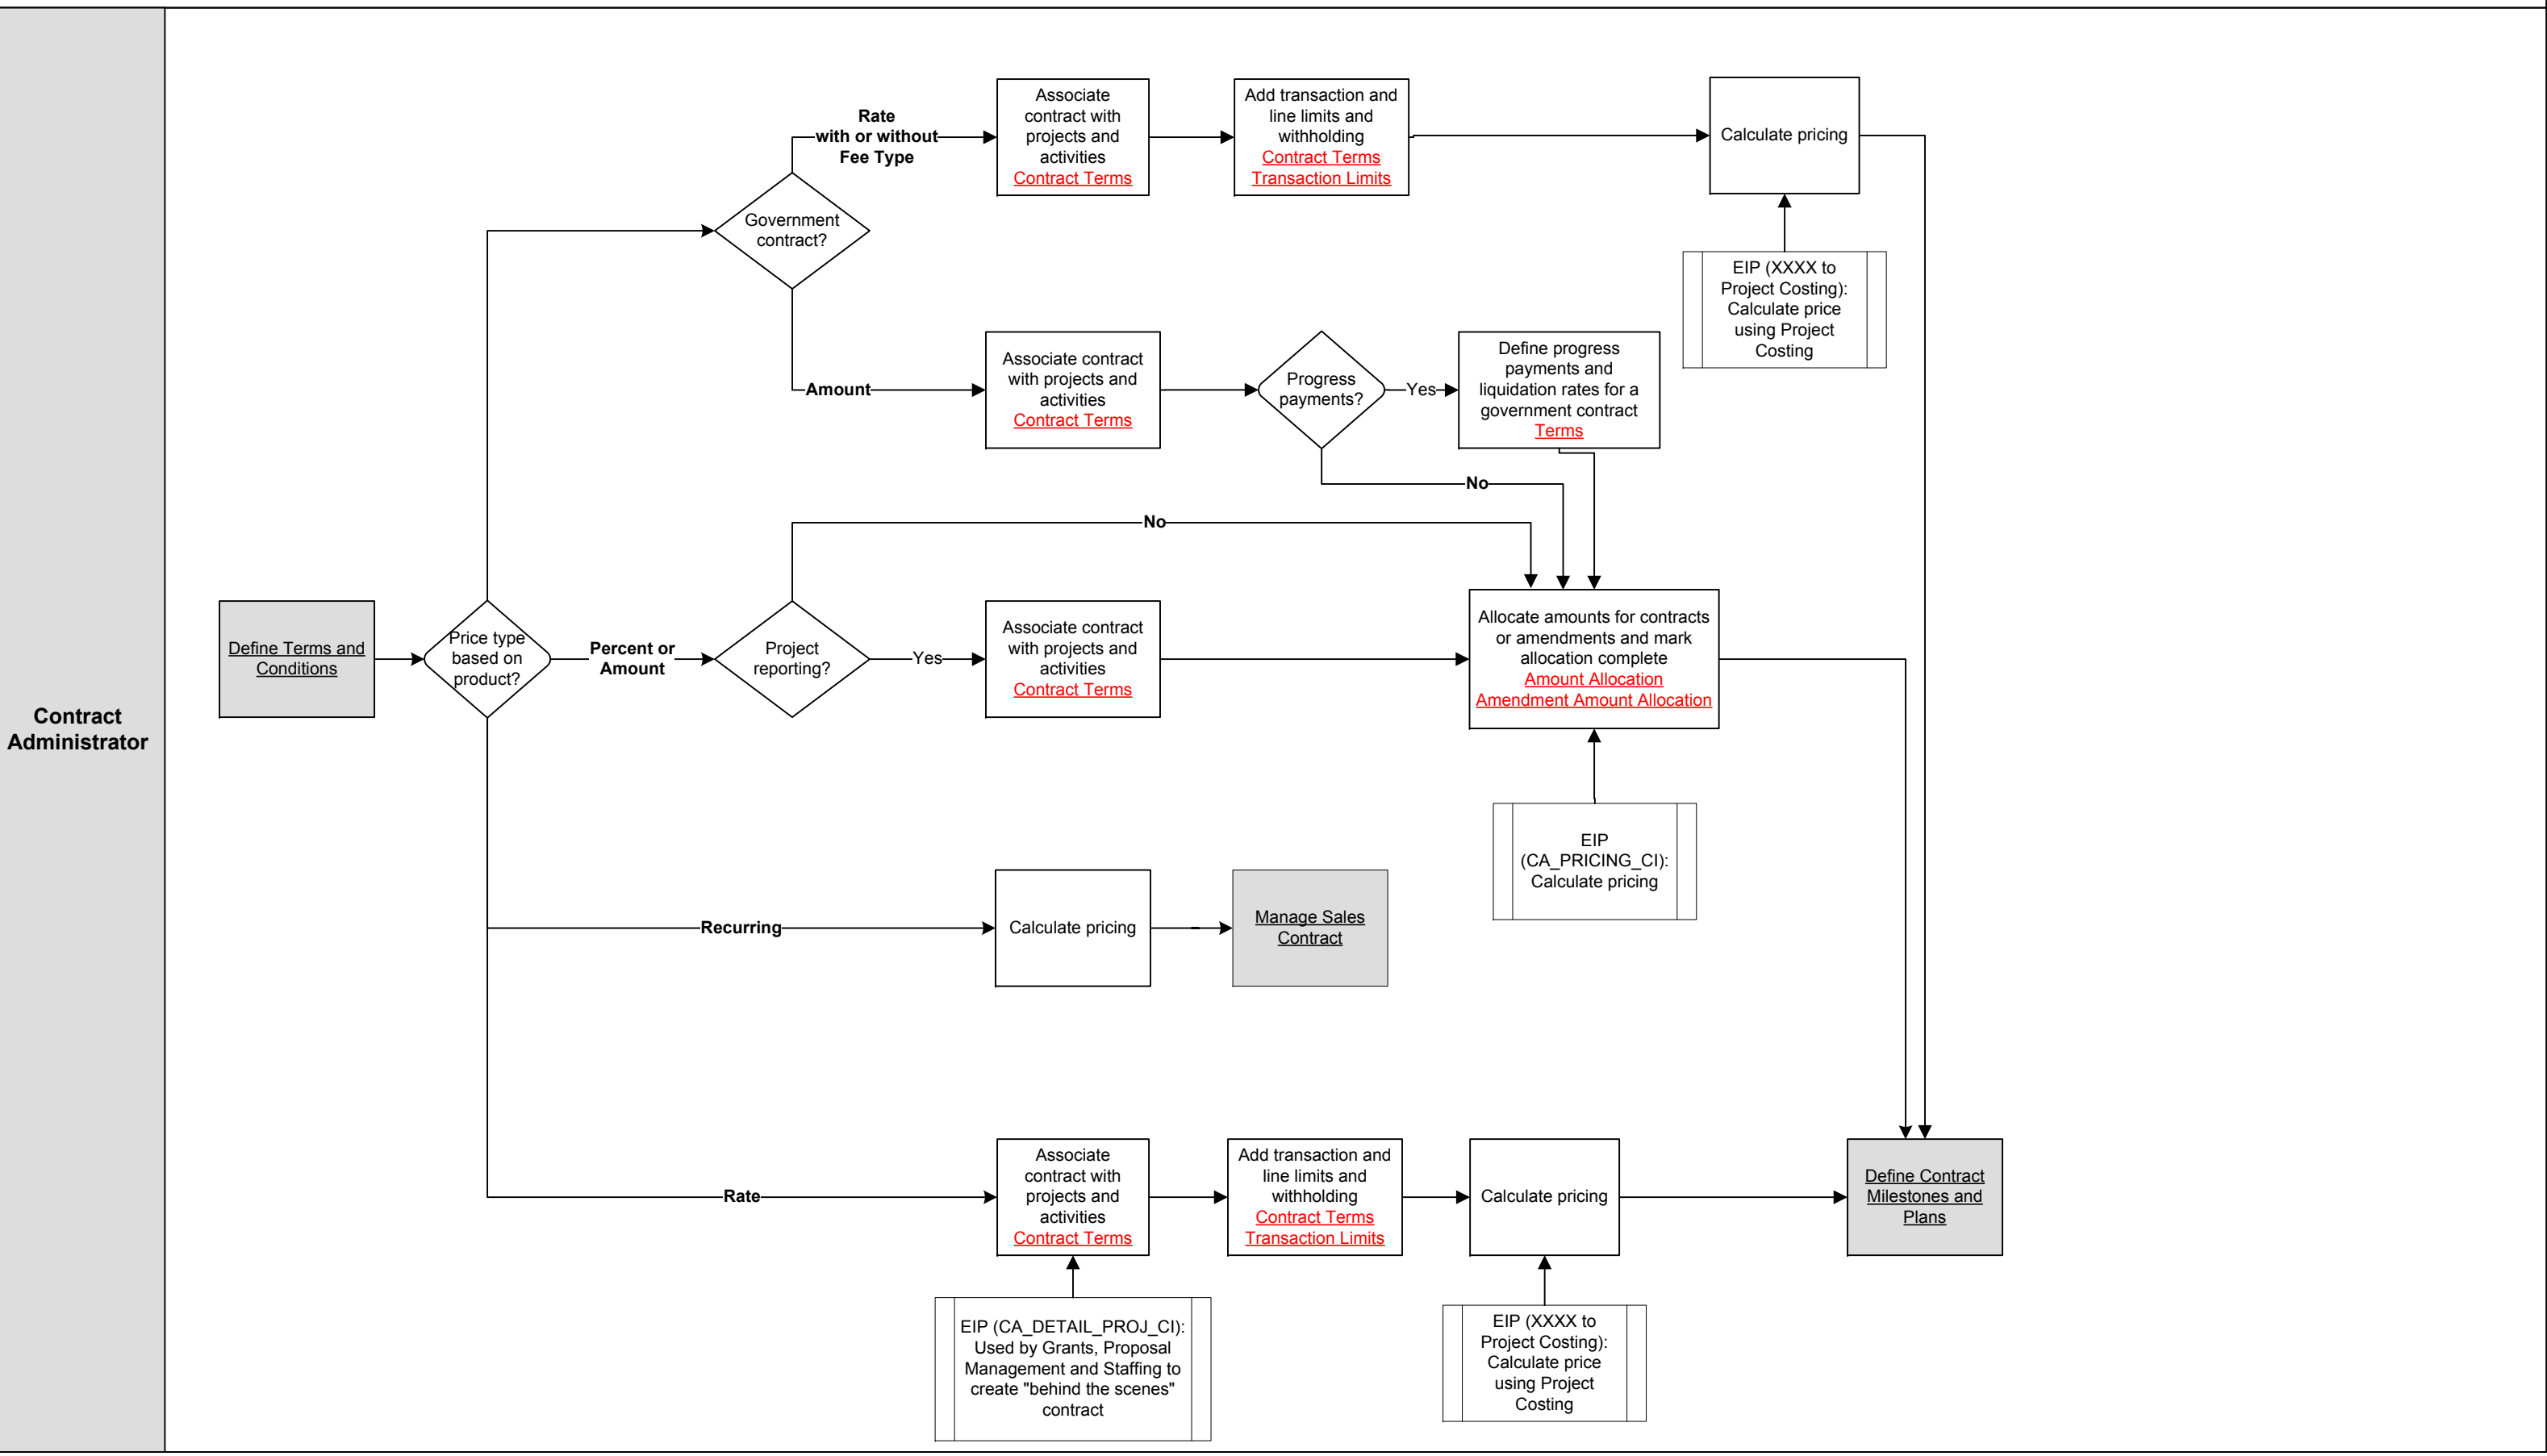 Contract
Administrator
Rate
with or without
Fee Type
Associate
contract with
projects and
activities
Contract Terms
Add transaction and
line limits and
withholding
Contract Terms
Transaction Limits
Calculate pricing
Government
contract?
EIP (XXXX to
Project Costing):
Calculate price
using Project
Costing
Amount
Associate contract
with projects and
activities
Contract Terms
Progress
payments?
Yes
Define progress
payments and
liquidation rates for a
government contract
Terms
No
No
Define Terms and
Conditions
Price type
based on
product?
Percent or
Amount
Project
reporting?
Yes
Associate contract
with projects and
activities
Contract Terms
Allocate amounts for contracts
or amendments and mark
allocation complete
Amount Allocation
Amendment Amount Allocation
EIP
(CA_PRICING_CI):
Calculate pricing
Recurring
Calculate pricing
Manage Sales
Contract
Rate
Associate
contract with
projects and
activities
Contract Terms
Add transaction and
line limits and
withholding
Contract Terms
Transaction Limits
Calculate pricing
Define Contract
Milestones and
Plans
EIP (CA_DETAIL_PROJ_CI):
Used by Grants, Proposal
Management and Staffing to
create "behind the scenes"
contract
EIP (XXXX to
Project Costing):
Calculate price
using Project
Costing